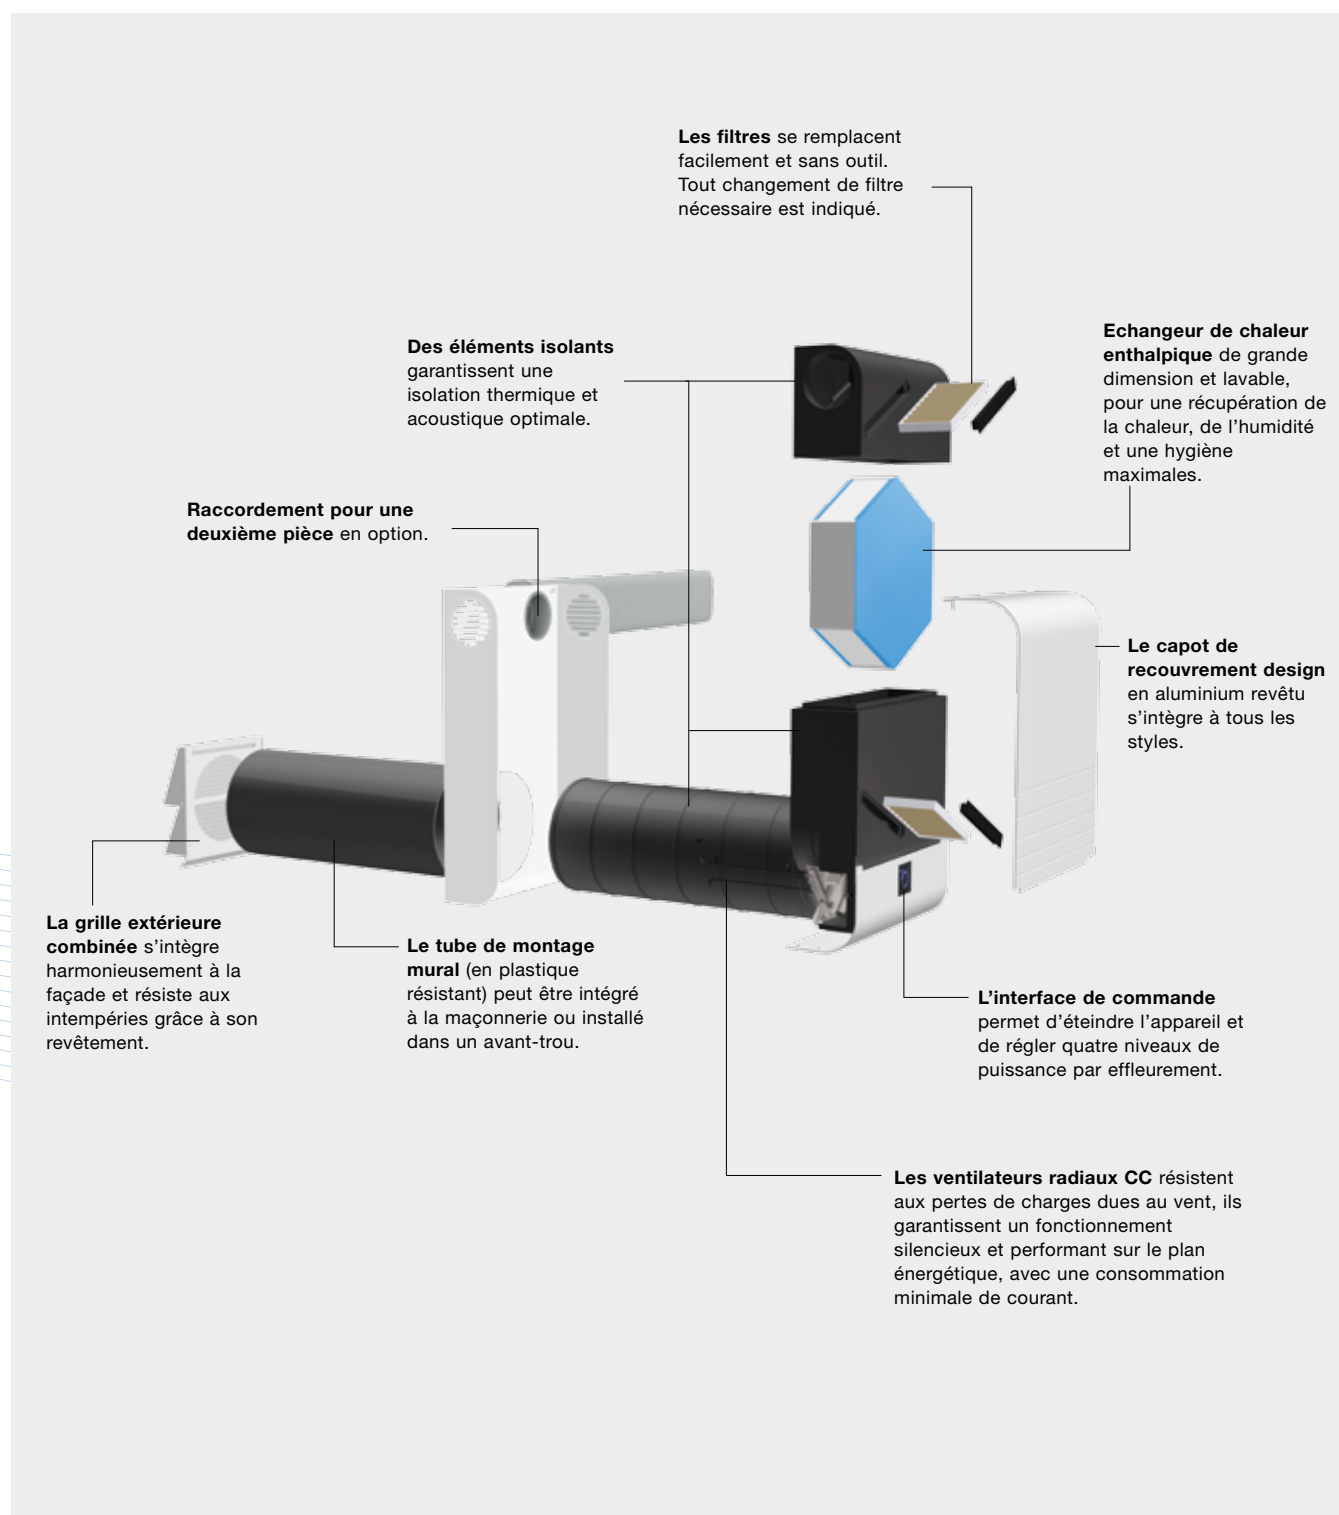 Les filtres se remplacent
facilement et sans outil.
Tout changement de filtre
nécessaire est indiqué.
Echangeur de chaleur
enthalpique de grande
dimension et lavable,
pour une récupération de
la chaleur, de l’humidité
et une hygiène
maximales.
Des éléments isolants
garantissent une
isolation thermique et
acoustique optimale.
Raccordement pour une
deuxième pièce en option.
Le capot de
recouvrement design
en aluminium revêtu
s’intègre à tous les
styles.
La grille extérieure
combinée s’intègre
harmonieusement à la
façade et résiste aux
intempéries grâce à son
revêtement.
Le tube de montage
mural (en plastique
résistant) peut être intégré
à la maçonnerie ou installé
dans un avant-trou.
L’interface de commande
permet d’éteindre l’appareil et
de régler quatre niveaux de
puissance par effleurement.
Les ventilateurs radiaux CC résistent
aux pertes de charges dues au vent, ils
garantissent un fonctionnement
silencieux et performant sur le plan
énergétique, avec une consommation
minimale de courant.